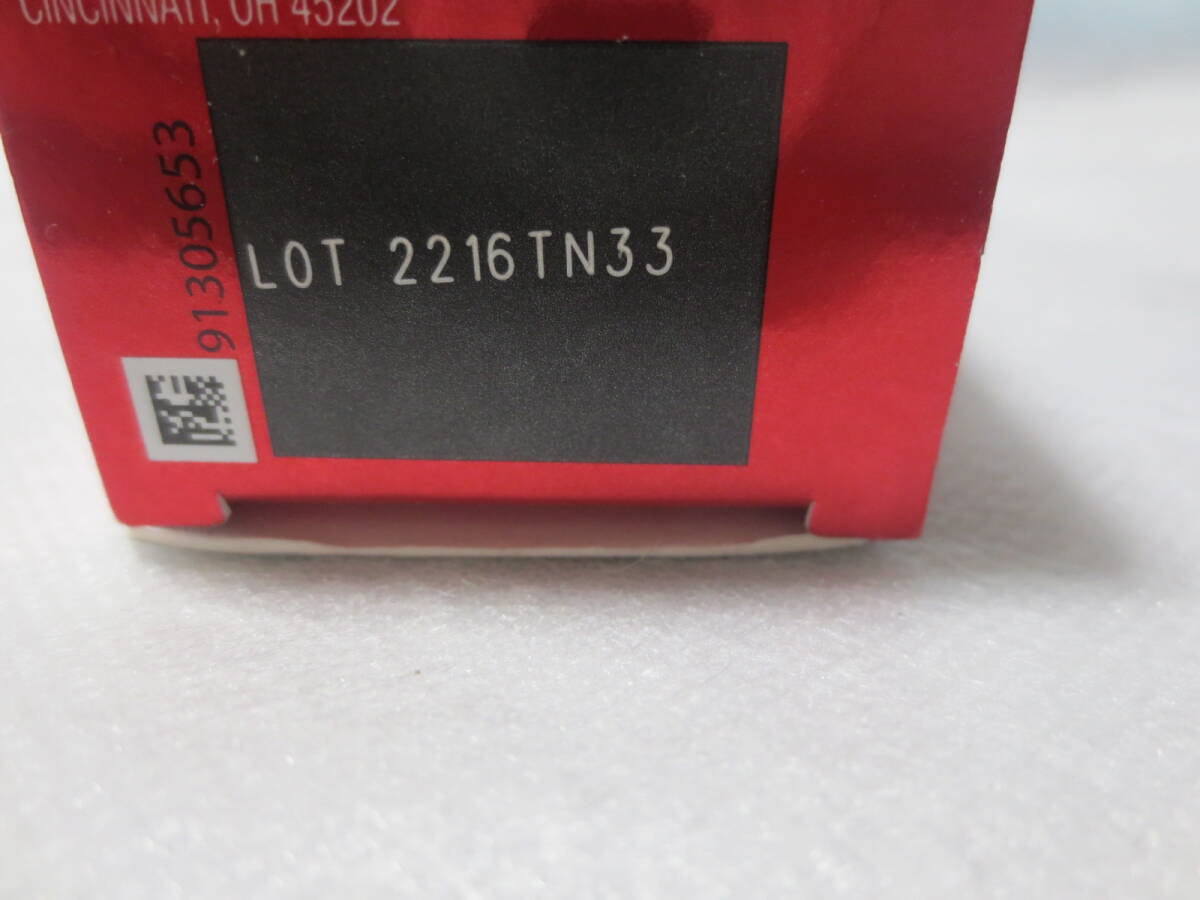 CINCINNATI, OH 45202
91305653
LOT 2216TN33